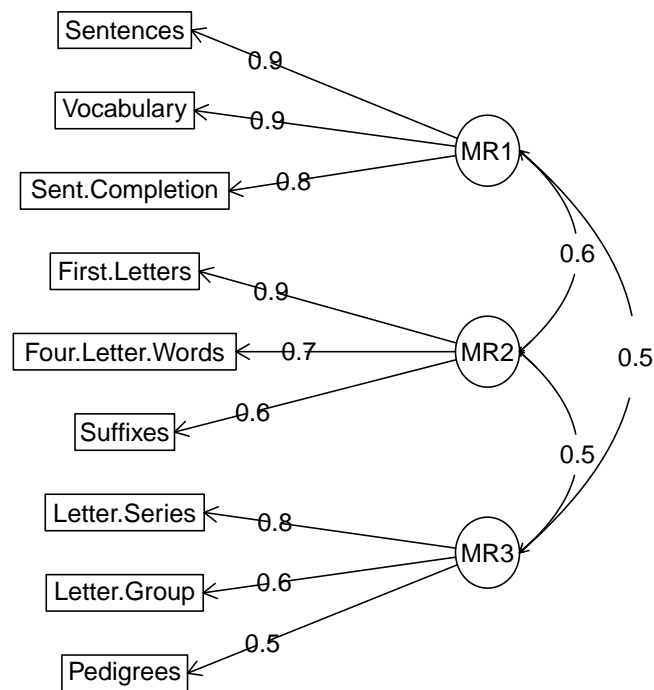 Sentences
0.9
Vocabulary
0.9
MR1
Sent.Completion
0.8
0.6
First.Letters
0.9
Four.Letter.Words
0.7
MR2
0.5
Suffixes
0.6
0.5
Letter.Series
0.8
MR3
Letter.Group
0.6
Pedigrees
0.5